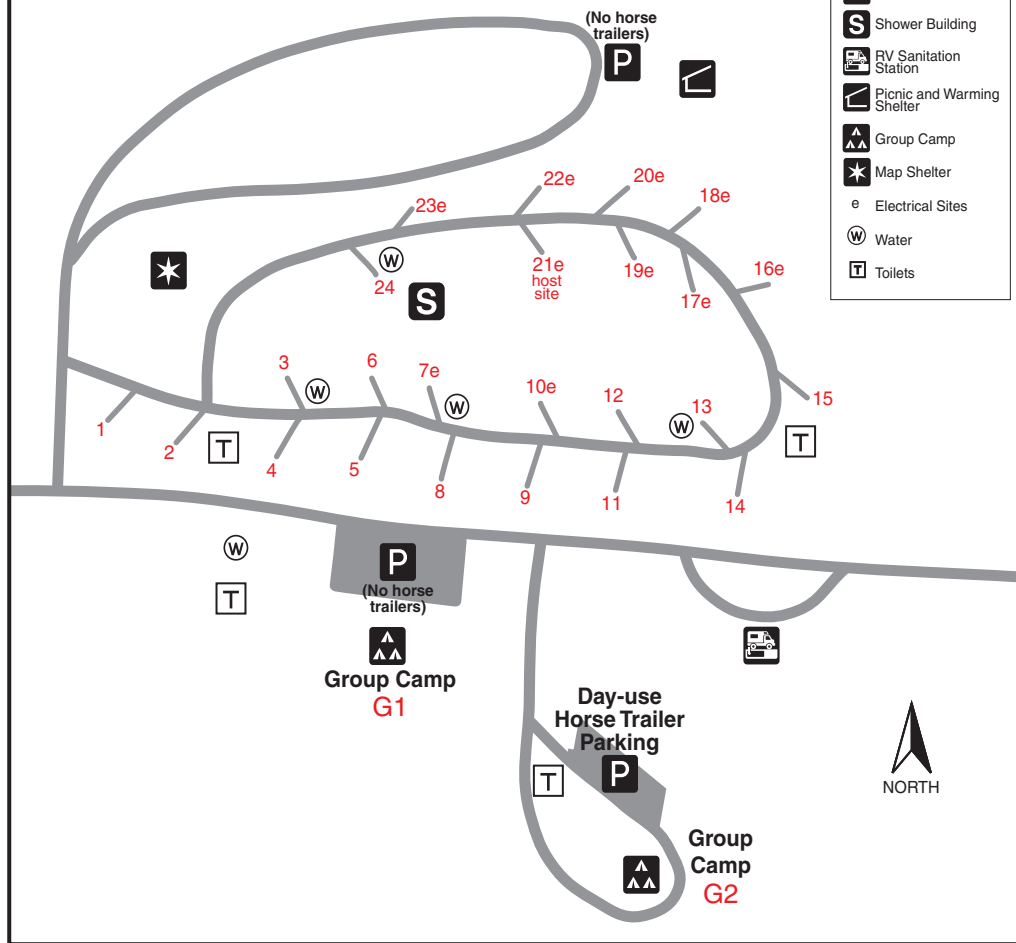 (No horse
trailers)
P
S Shower Building
RV Sanitation
Station
Picnic and Warming
Shelter
Group Camp
Map Shelter
e Electrical Sites
W Water
T Toilets
22e
20e
18e
23e
W
24
21e
host
site
19e
17e
16e
S
3
6
7e
10e
12
13
15
W
W
W
1
2
T
4
5
8
9
11
14
T
W
T
P
(No horse
trailers)
Group Camp
G1
Day-use
Horse Trailer
Parking
P
T
NORTH
Group
Camp
G2